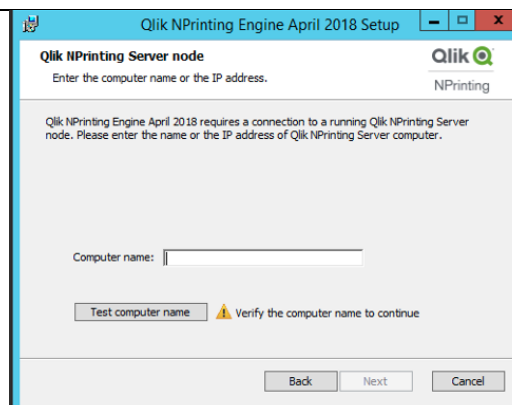 Qlik NPrinting Engine April 2018 Setup
Qlik NPrinting Server node
Enter the computer name or the IP address.
Qlik
NPrinting
Qlik NPrinting Engine April 2018 requires a connection to a running Qlik NPrinting Server
node. Please enter the name or the IP address of Qlik NPrinting Server computer.
Computer name:
Test computer name
Verify the computer name to continue
Back
Next
Cancel